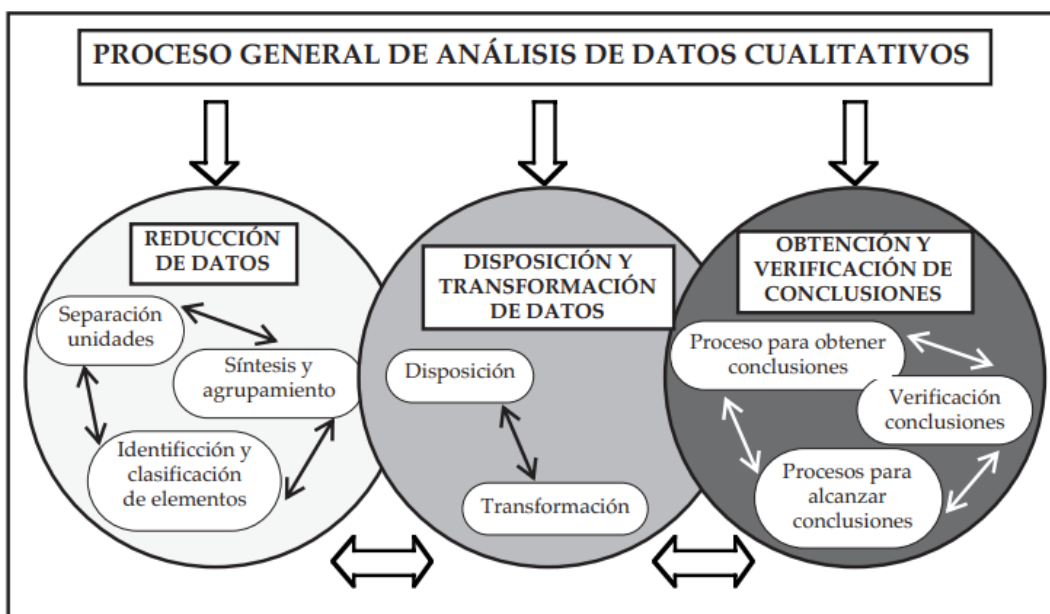 PROCESO GENERAL DE ANÁLISIS DE DATOS CUALITATIVOS
REDUCCIÓN
DE DATOS
Separación
unidades
Síntesis y
agrupamiento
Identificción y
clasificación
de elementos
DISPOSICIÓN Y
TRANSFORMACIÓN
DE DATOS
Disposición
Transformación
OBTENCIÓN Y
VERIFICACIÓN DE
CONCLUSIONES
Proceso para obtener
conclusiones
Verificación
conclusiones
Procesos para
alcanzar
conclusiones